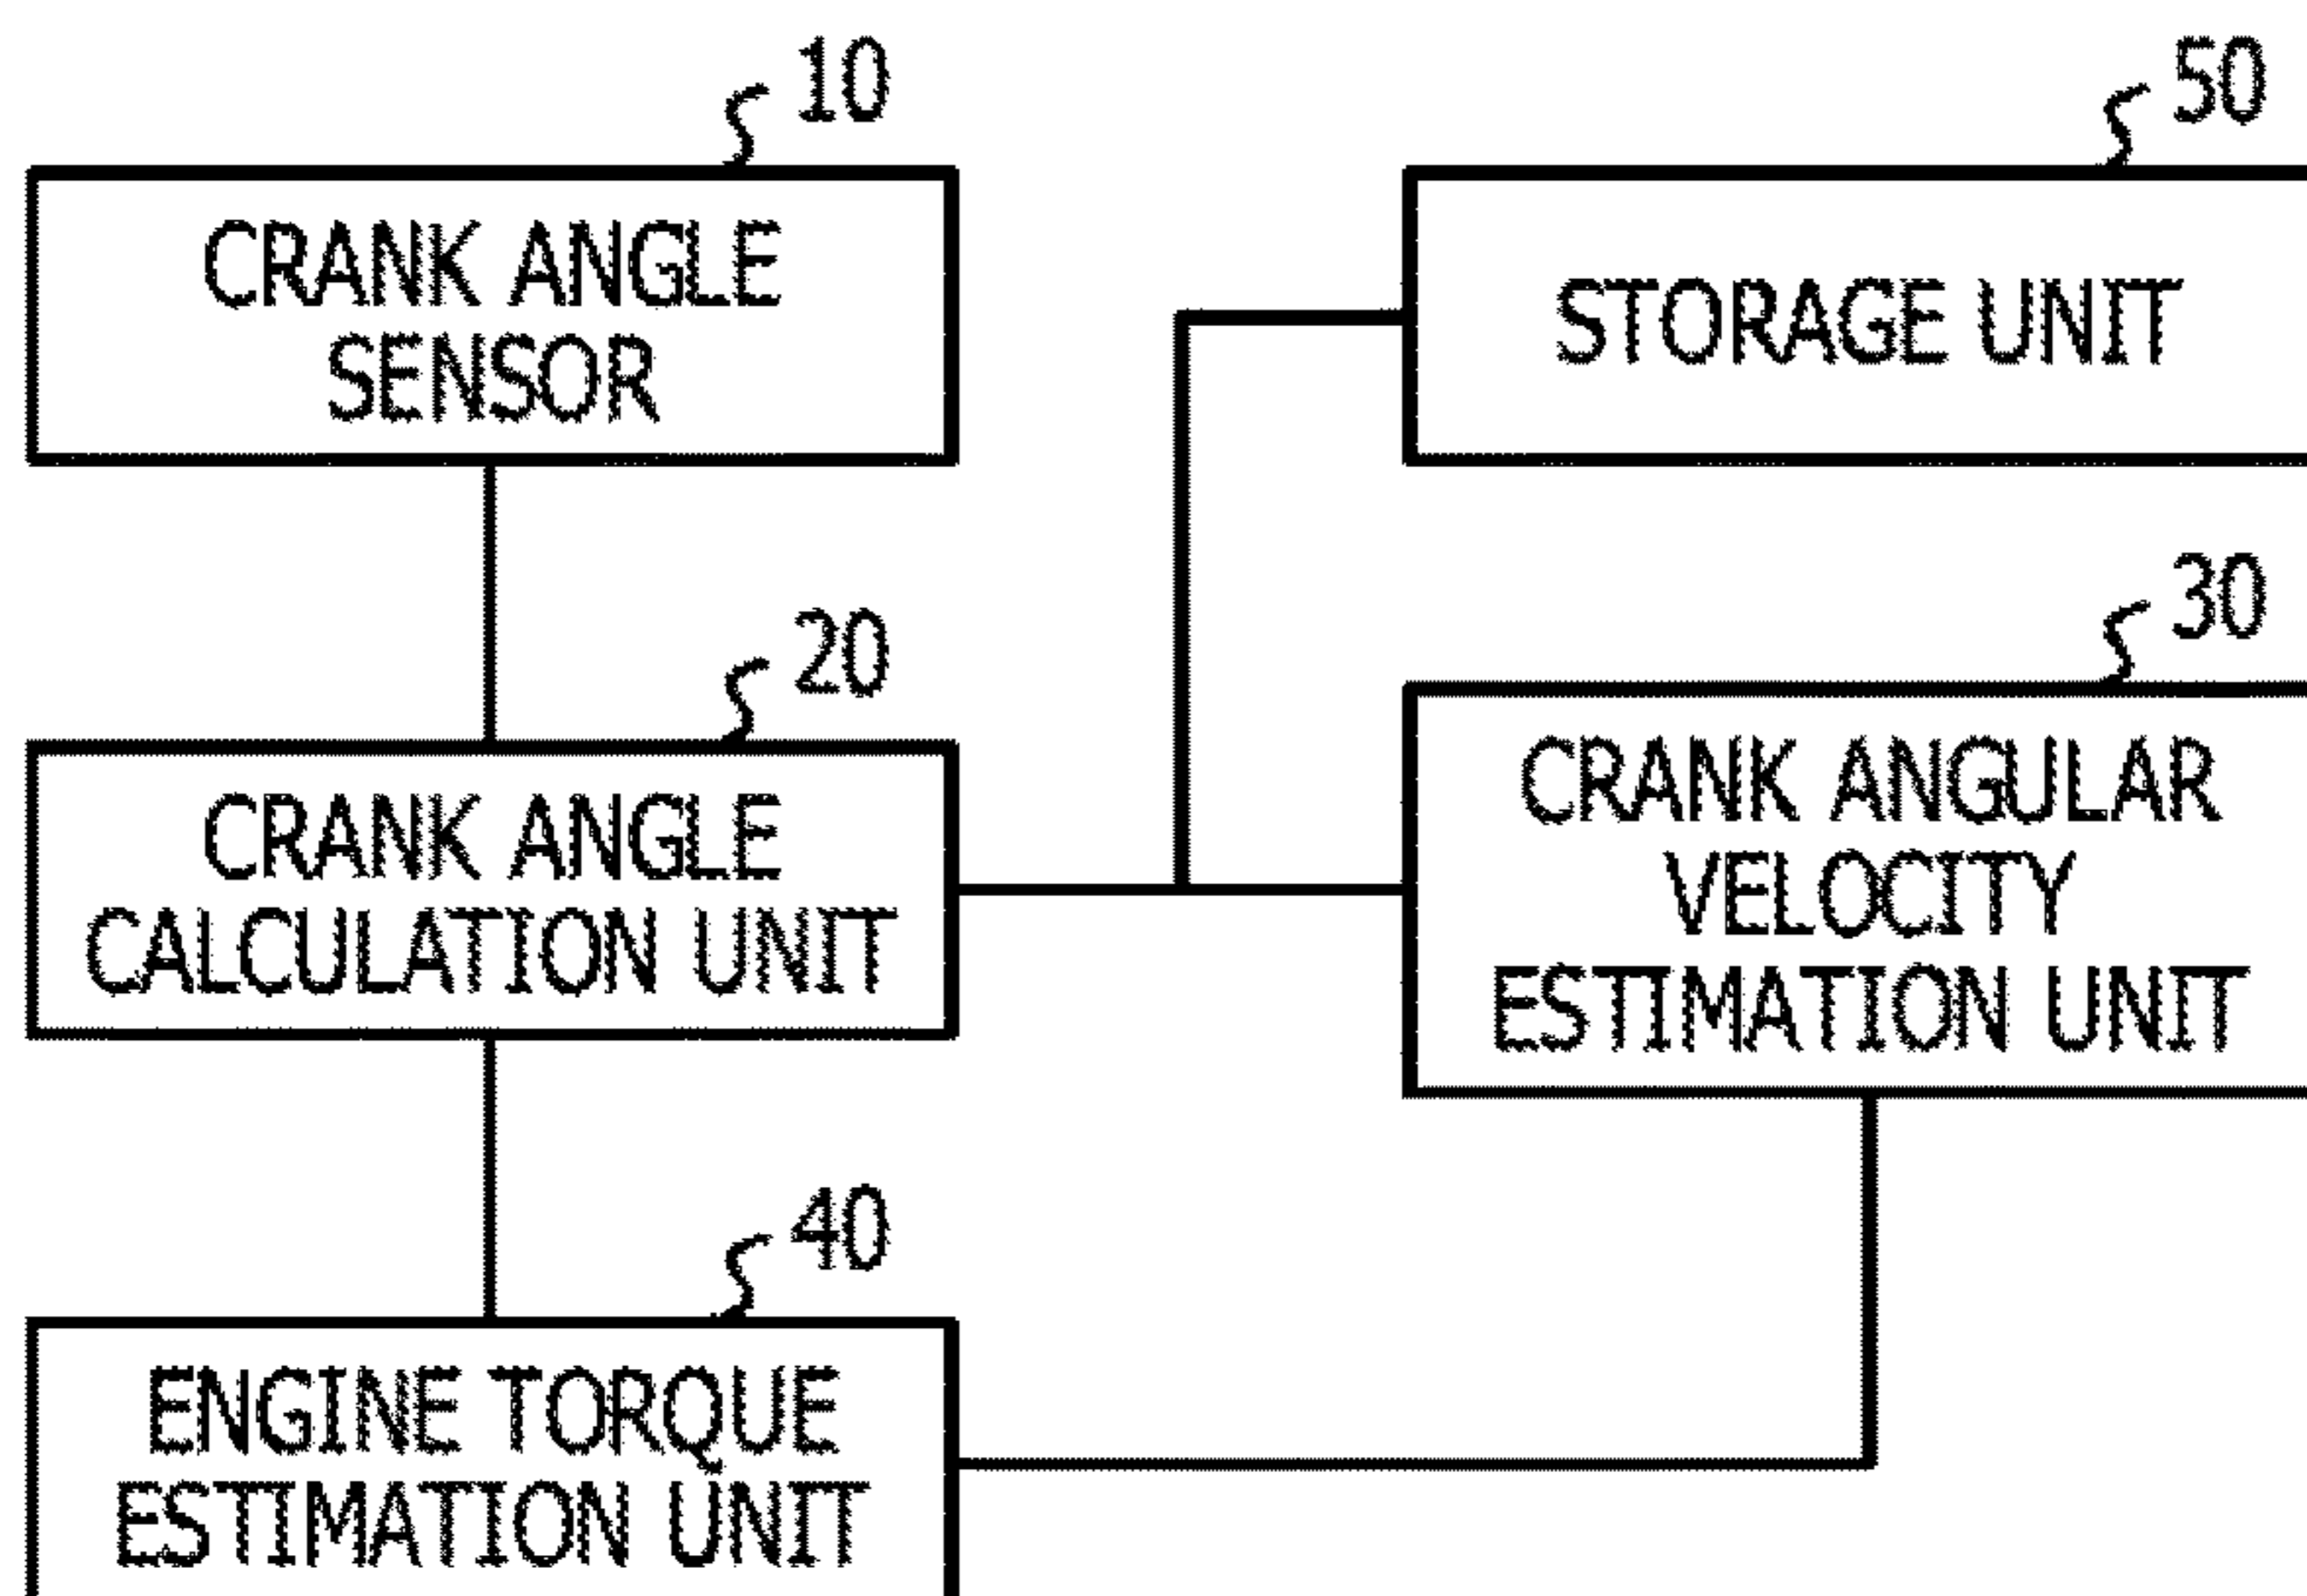 10
CRANK ANGLE
SENSOR
50
STORAGE UNIT
20
CRANK ANGLE
CALCULATION UNIT
30
CRANK ANGULAR
VELOCITY
ESTIMATION UNIT
40
ENGINE TORQUE
ESTIMATION UNIT